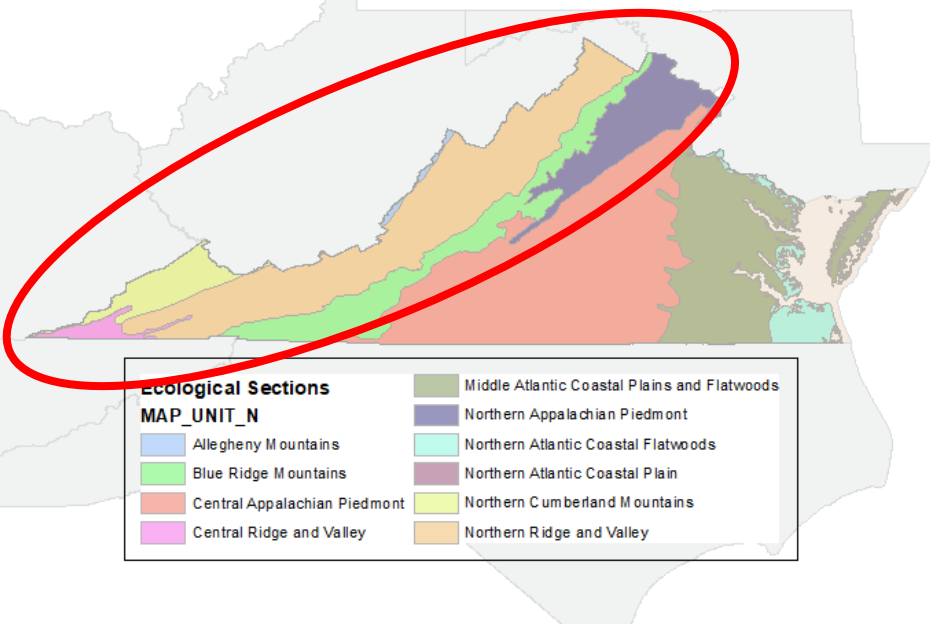 Ecological Sections
MAP_UNIT_N
Allegheny Mountains
Blue Ridge Mountains
Central Appalachian Piedmont
Central Ridge and Valley
Middle Atlantic Coastal Plains and Flatwoods
Northern Appalachian Piedmont
Northern Atlantic Coastal Flatwoods
Northern Atlantic Coastal Plain
Northern Cumberland Mountains
Northern Ridge and Valley